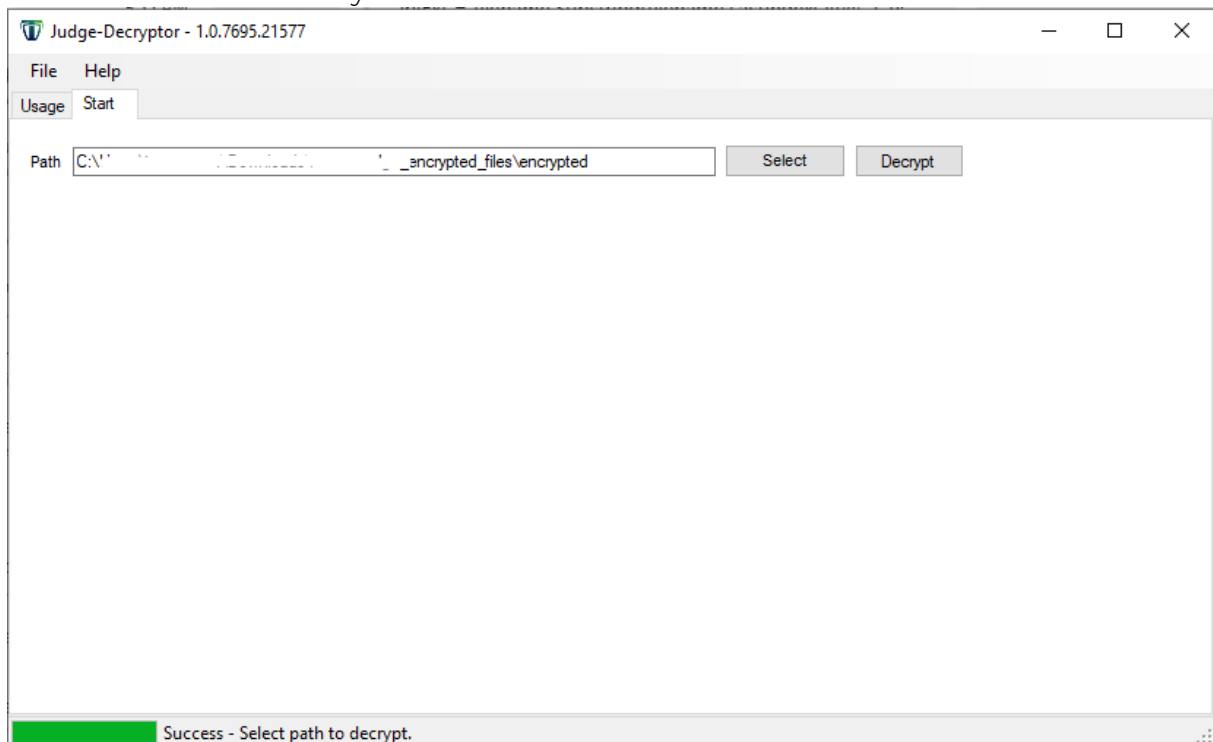 Judge-Decryptor - 1.0.7695.21577
File Help
Usage Start
Path C:\ _encrypted_files\encrypted Select Decrypt
Success - Select path to decrypt.